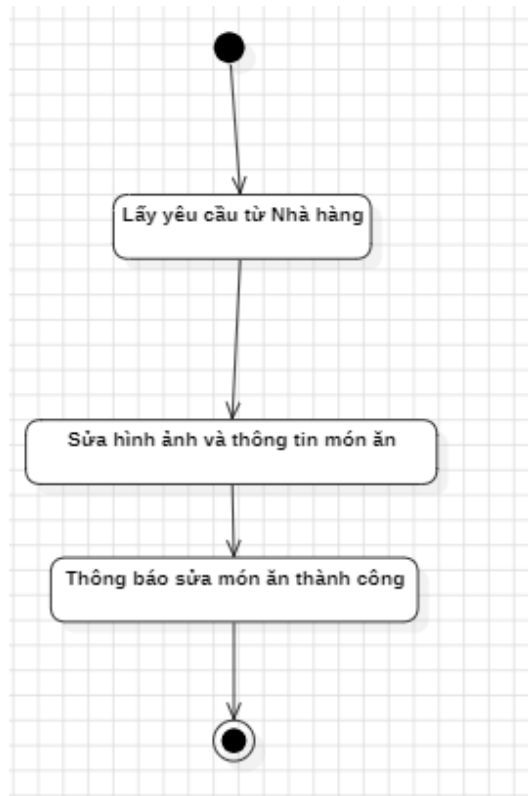 Lấy yêu cầu từ Nhà hàng
Sửa hình ảnh và thông tin món ăn
Thông báo sửa món ăn thành công